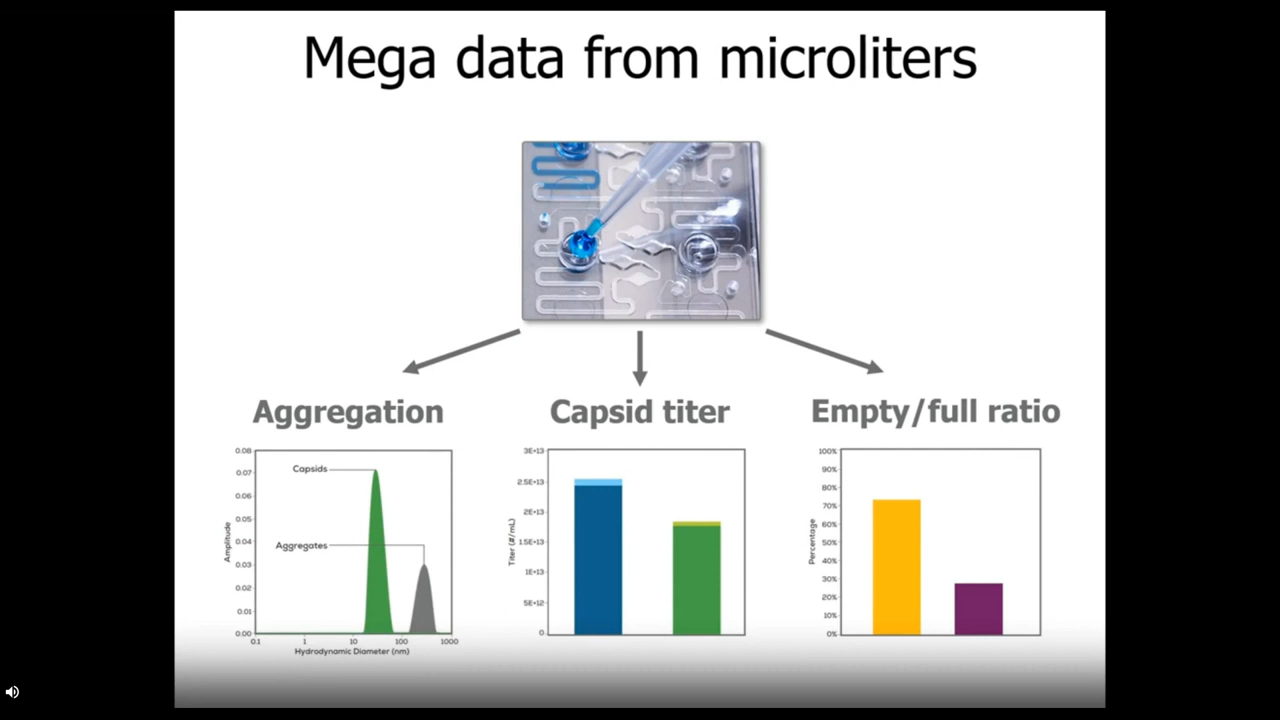 Mega data from microliters
Aggregation
0.08
0.07
0.06
0.05
0.04
0.03
0.02
0.01
0.00
Amplitude
Capsids
Aggregates
0.1
1
10
100
1000
Hydrodynamic Diameter (nm)
Capsid titer
3E+13
2.5E+13
2E+13
1.5E+13
1E+13
5E+12
0
Titer (#/mL)
Empty/full ratio
100%
90%
80%
70%
60%
50%
40%
30%
20%
10%
0%
Percentage